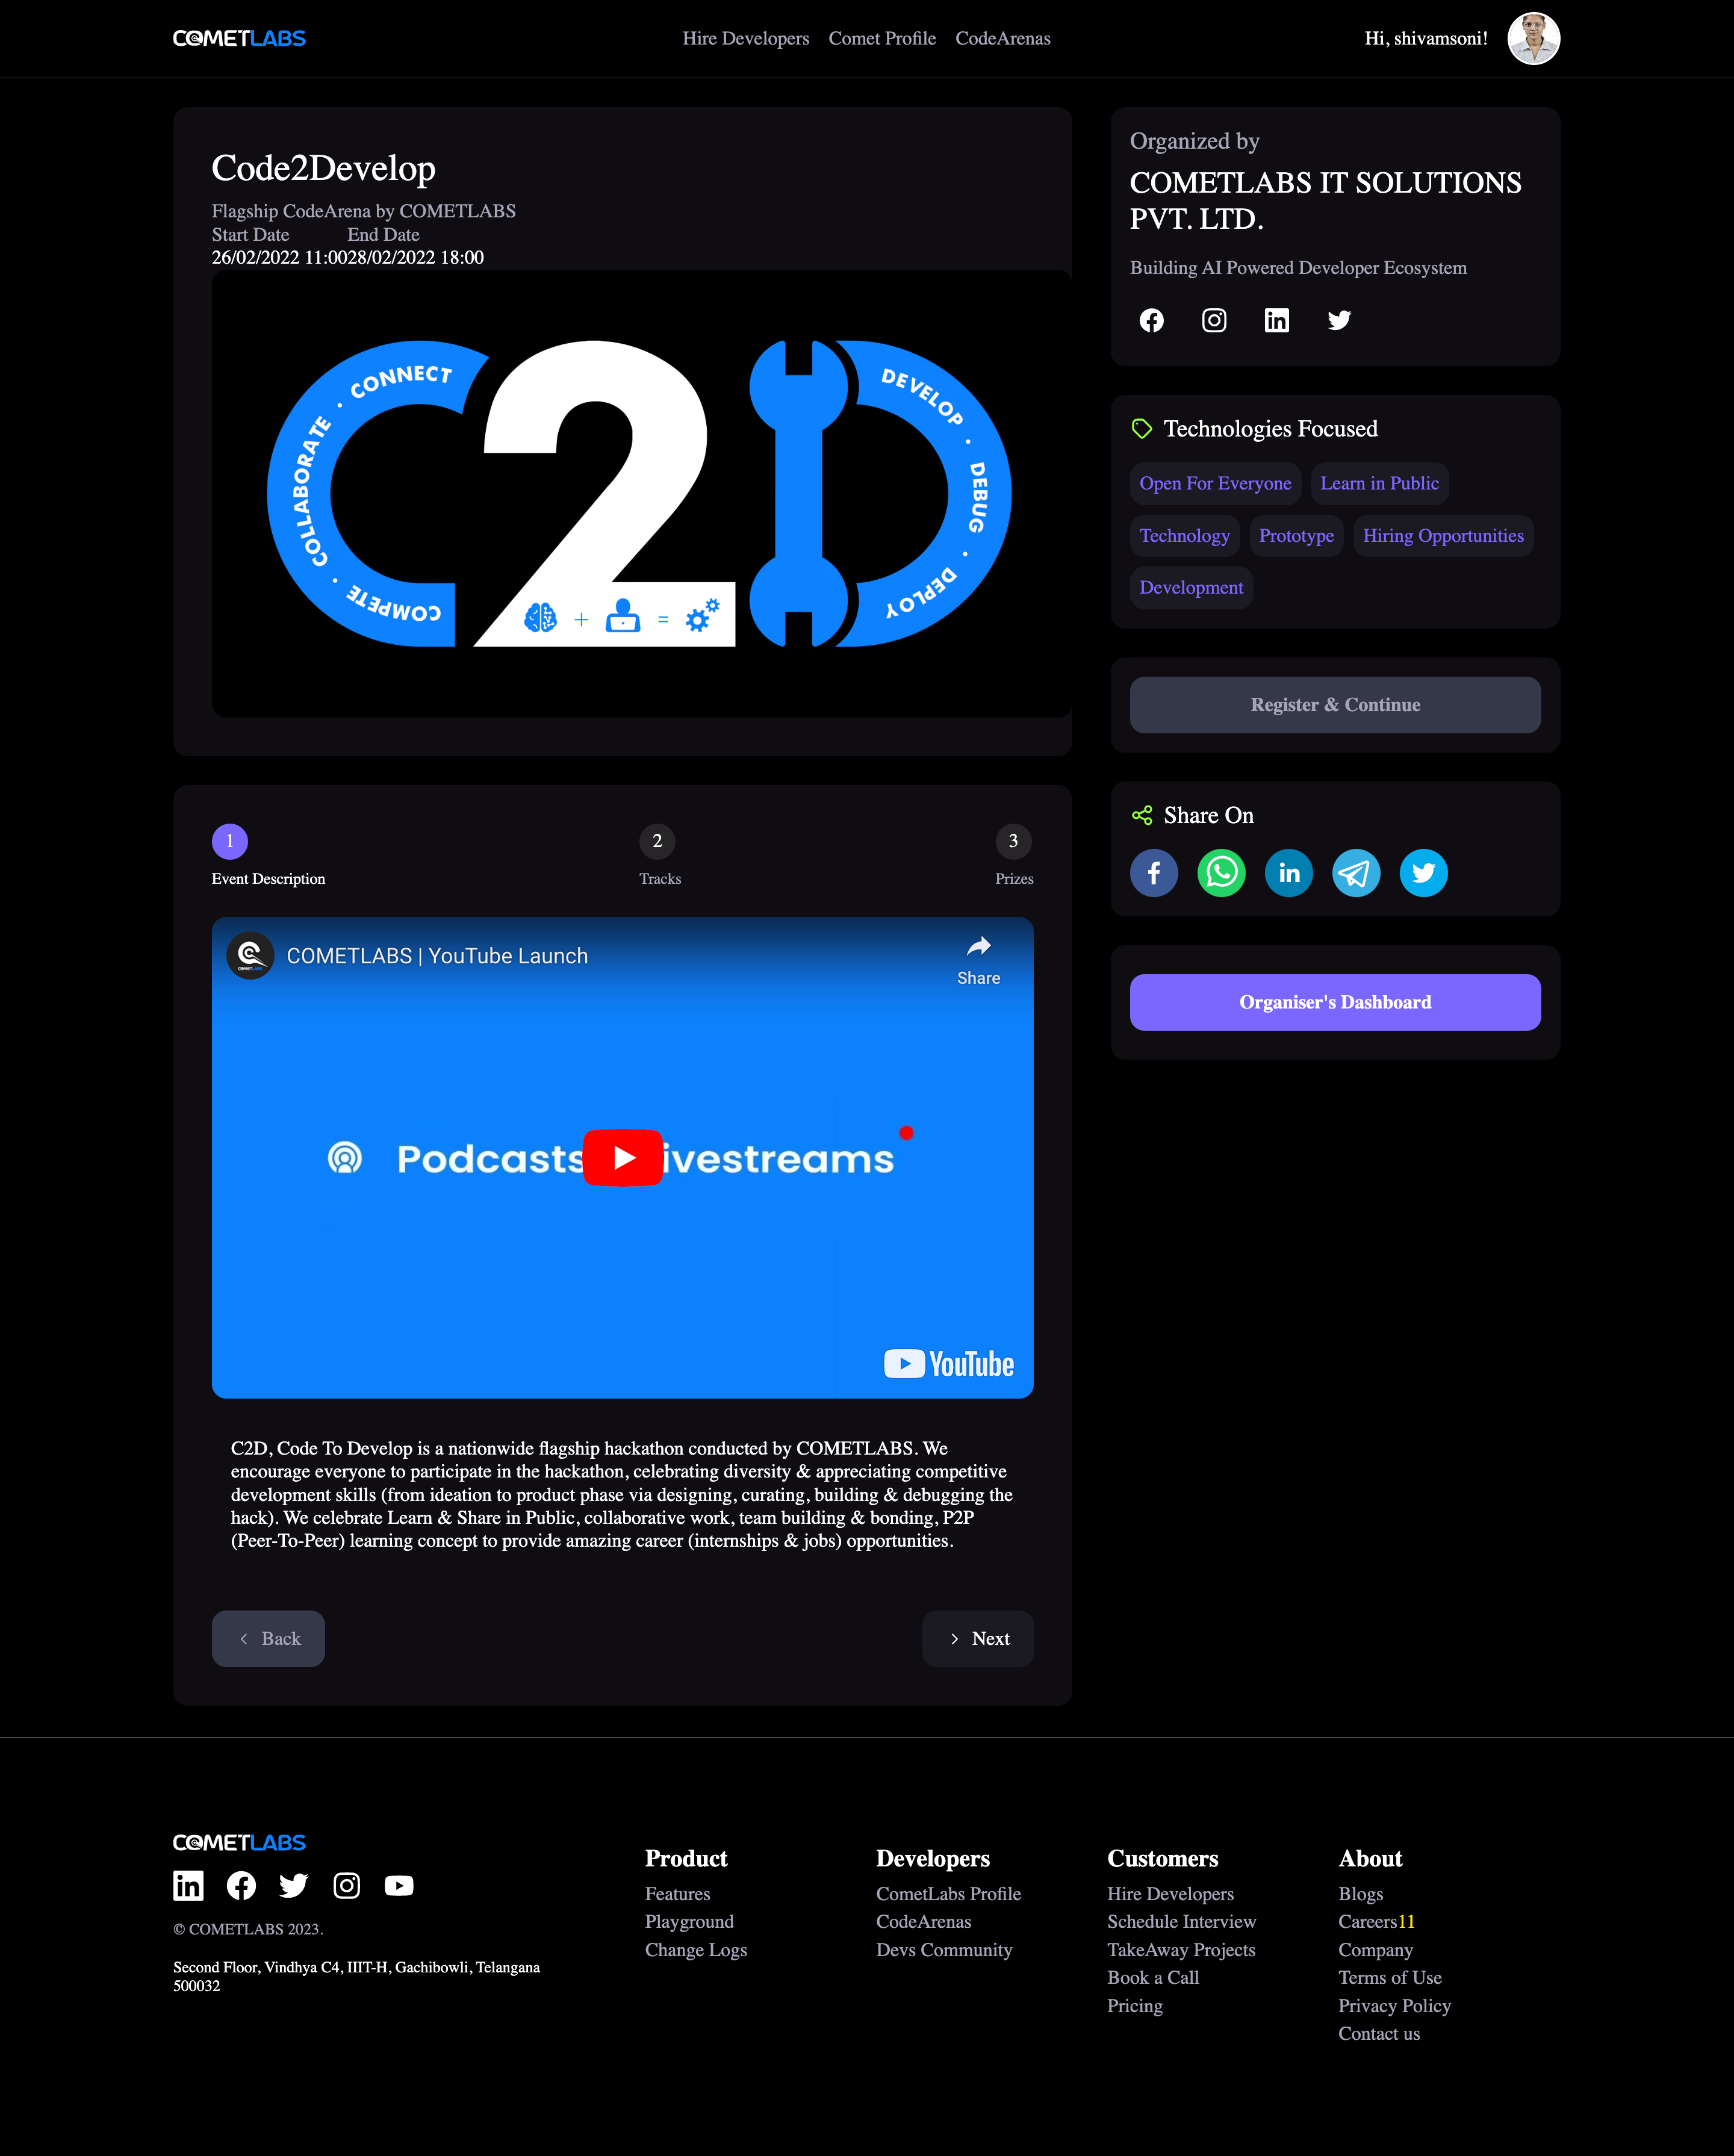 COMETLABS
Hire Developers Comet Profile CodeArenas
Hi, shivamsoni!
Code2Develop
Flagship CodeArena by COMETLABS
Start Date End Date
26/02/2022 11:0028/02/2022 18:00
COMPETE · COLLABORATE · CONNECT
2
DEVELOP · DEBUG · DEPLOY
+ =
1
Event Description
2
Tracks
3
Prizes
COMETLABS
COMETLABS | YouTube Launch
Share
Podcasts ivestreams
YouTube
C2D, Code To Develop is a nationwide flagship hackathon conducted by COMETLABS. We
encourage everyone to participate in the hackathon, celebrating diversity & appreciating competitive
development skills (from ideation to product phase via designing, curating, building & debugging the
hack). We celebrate Learn & Share in Public, collaborative work, team building & bonding, P2P
(Peer-To-Peer) learning concept to provide amazing career (internships & jobs) opportunities.
Back
Next
Organized by
COMETLABS IT SOLUTIONS
PVT. LTD.
Building AI Powered Developer Ecosystem
Technologies Focused
Open For Everyone Learn in Public
Technology Prototype Hiring Opportunities
Development
Register & Continue
Share On
Organiser's Dashboard
COMETLABS
© COMETLABS 2023.
Second Floor, Vindhya C4, IIIT-H, Gachibowli, Telangana
500032
Product
Features
Playground
Change Logs
Developers
CometLabs Profile
CodeArenas
Devs Community
Customers
Hire Developers
Schedule Interview
TakeAway Projects
Book a Call
Pricing
About
Blogs
Careers11
Company
Terms of Use
Privacy Policy
Contact us